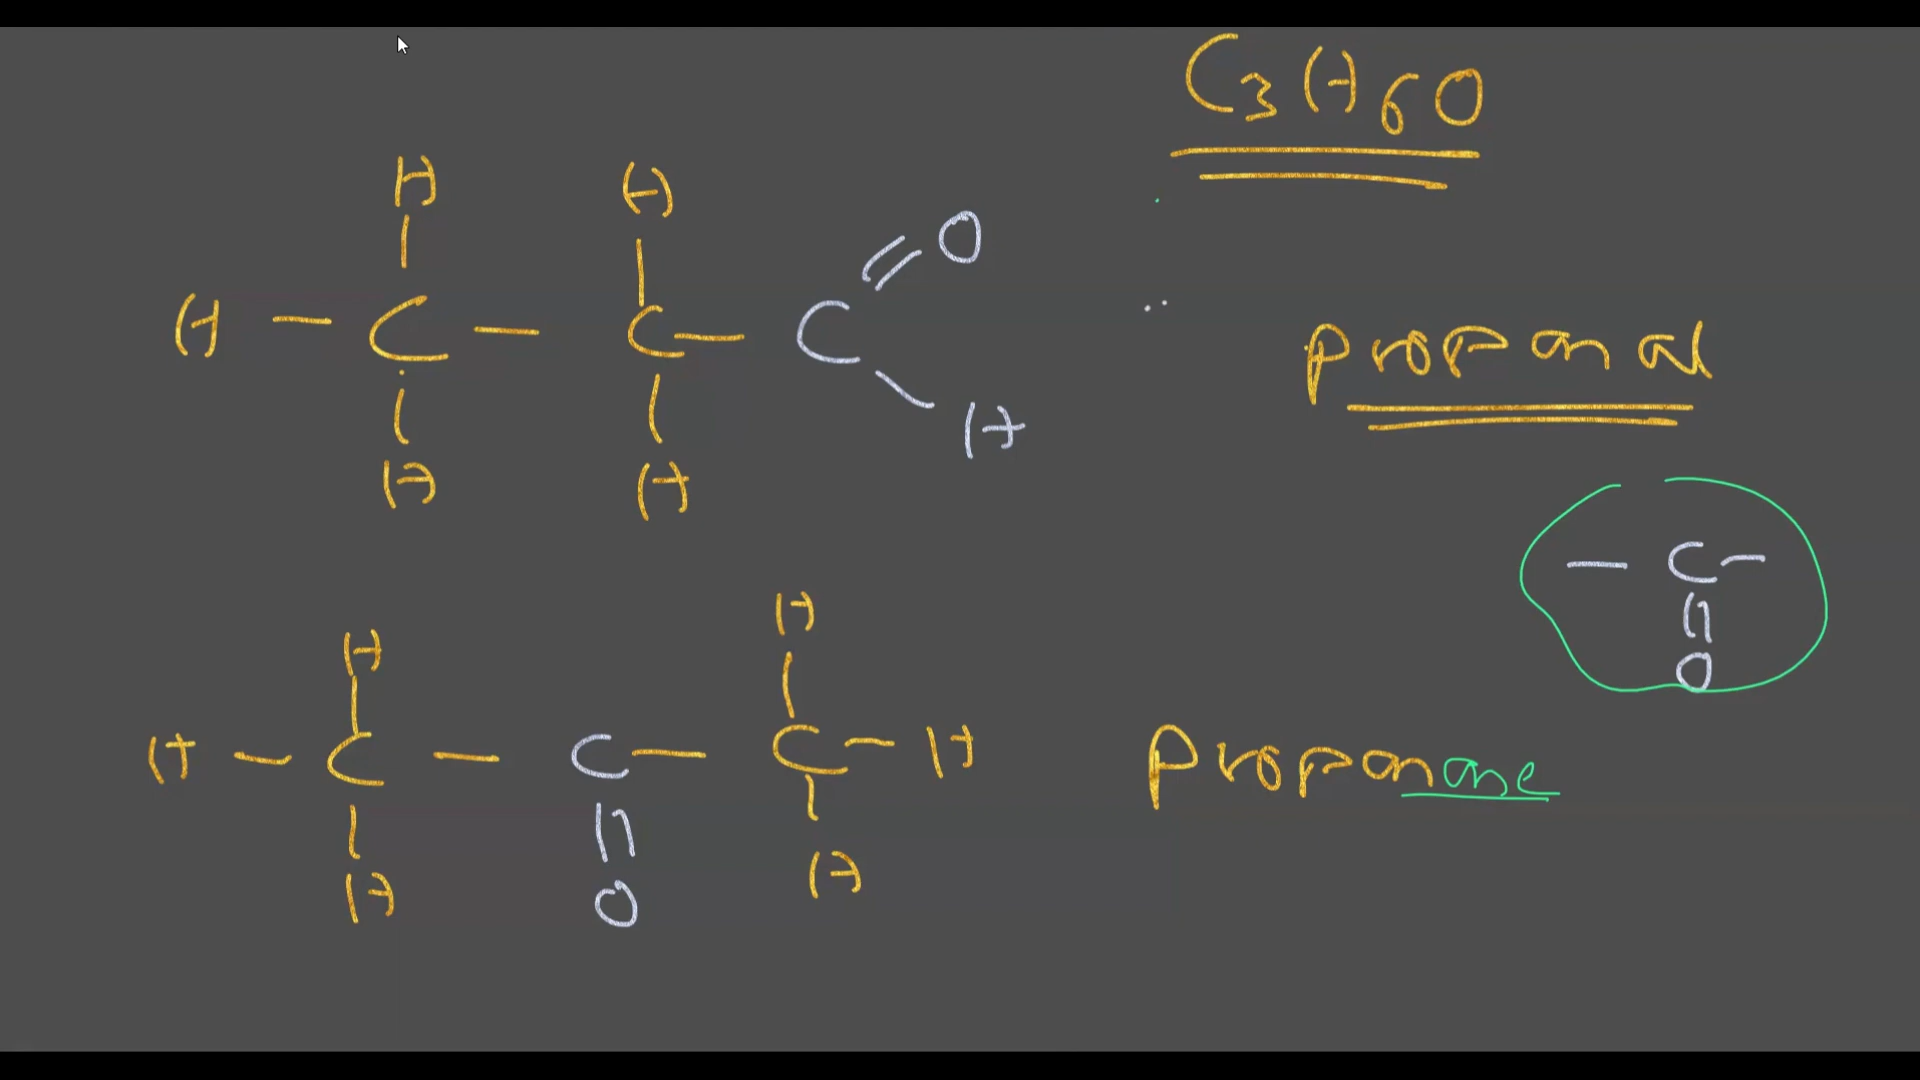 C3H6O
H H O
H - C - C - C
H H H
propanal
- C -
O
H H
H - C - C - C - H
H O H
Propanone